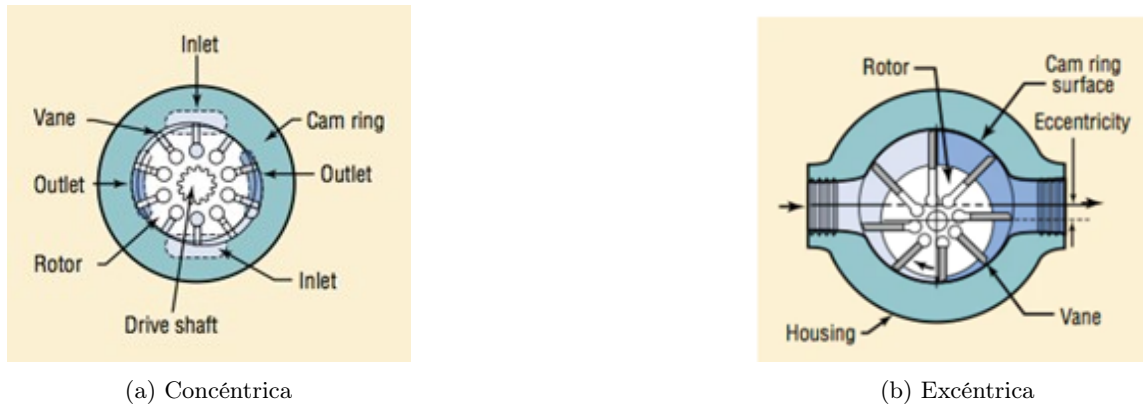 Inlet
Vane
Cam ring
Outlet
Outlet
Rotor
Inlet
Drive shaft
(a) Concéntrica
Rotor
Cam ring
surface
Eccentricity
Housing
Vane
(b) Excéntrica